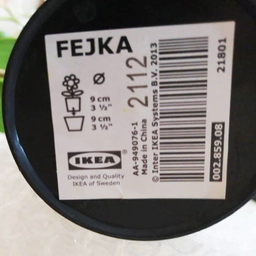 FEJKA
9 cm
3 ½"
9 cm
3 ½"
IKEA
Design and Quality
IKEA of Sweden
AA-949076-1
Made in China
2112
© Inter IKEA Systems B.V. 2013
21801
002.859.08